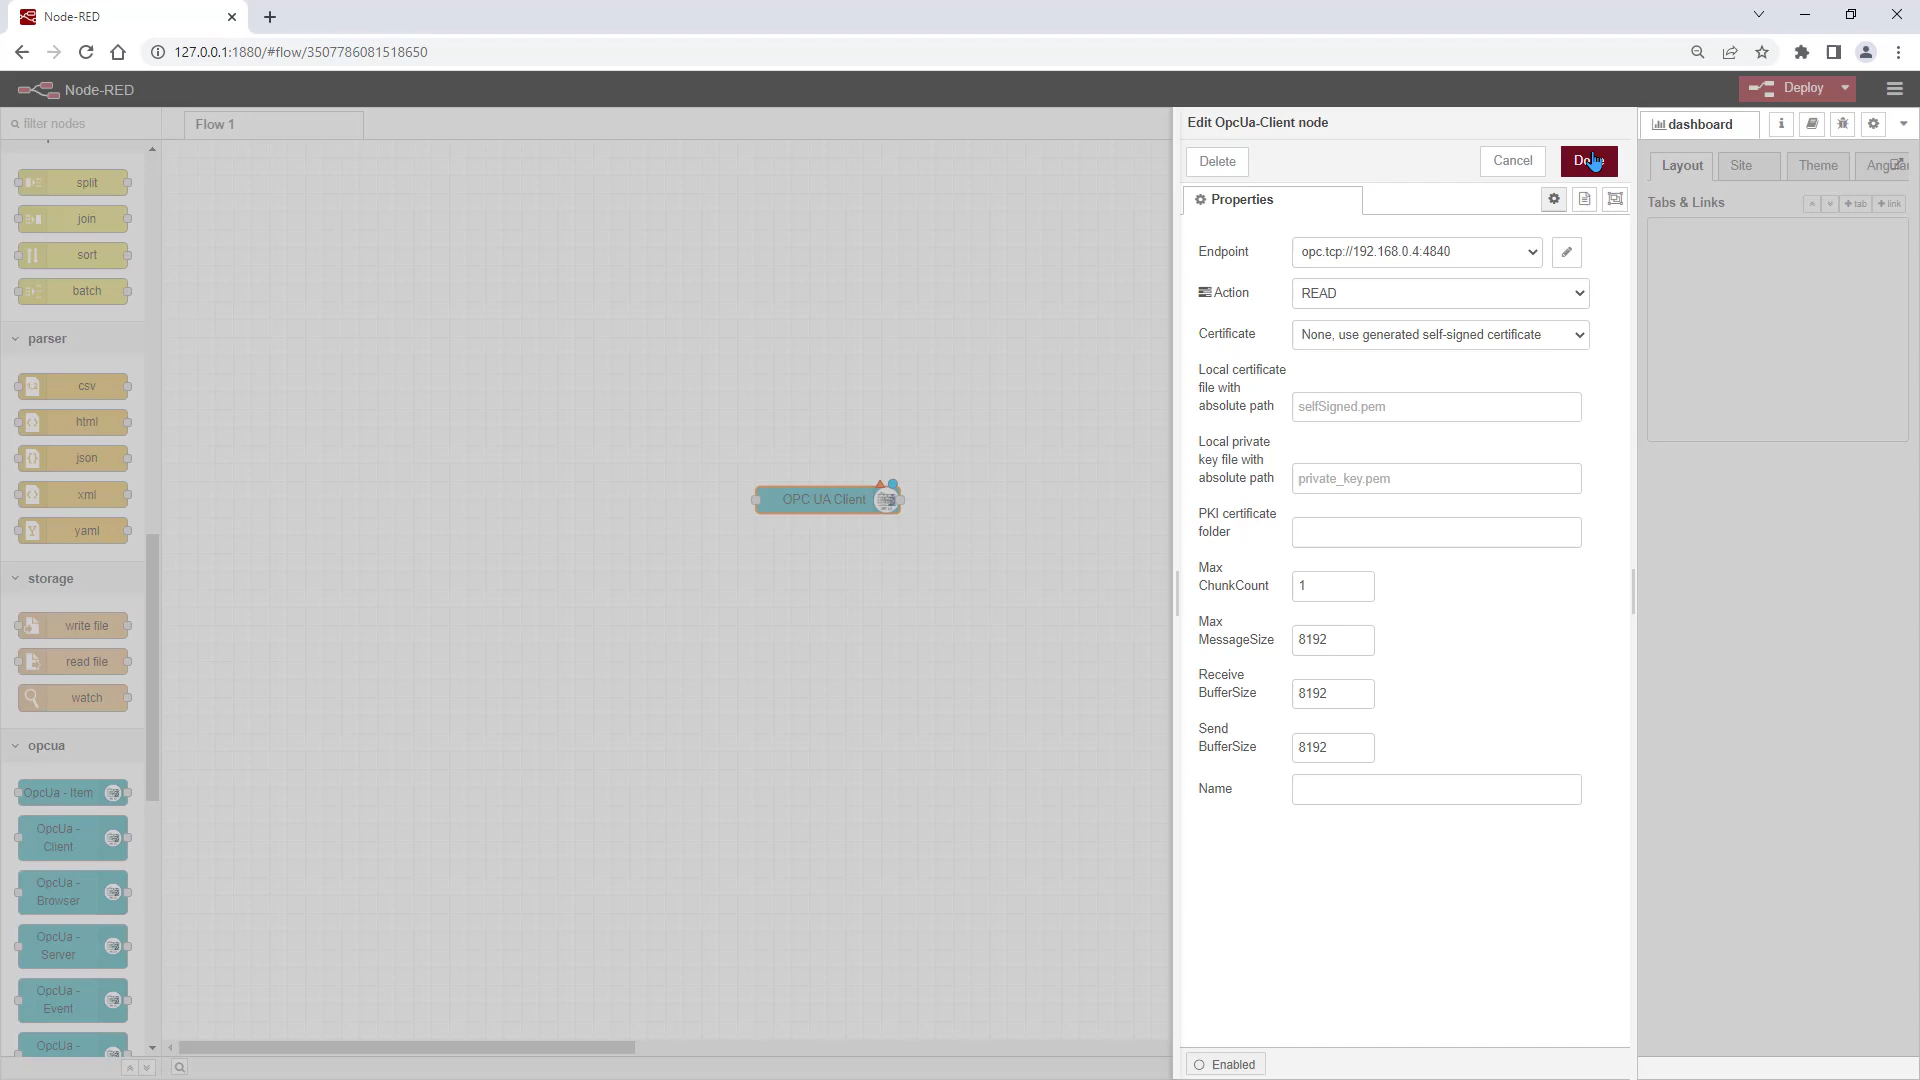 Node-RED
127.0.0.1:1880/#flow/3507786081518650
Node-RED
Deploy
filter nodes
Flow 1
split
join
sort
batch
parser
csv
html
json
xml
yaml
storage
write file
read file
watch
opcua
OpcUa - Item
OpcUa -
Client
OpcUa -
Browser
OpcUa -
Server
OpcUa -
Event
OpcUa -
OPC UA Client
Edit OpcUa-Client node
Delete
Cancel
Properties
Endpoint
opc.tcp://192.168.0.4:4840
Action
READ
Certificate
None, use generated self-signed certificate
Local certificate
file with
absolute path
selfSigned.pem
Local private
key file with
absolute path
private_key.pem
PKI certificate
folder
Max
ChunkCount
1
Max
MessageSize
8192
Receive
BufferSize
8192
Send
BufferSize
8192
Name
Enabled
dashboard
Layout
Site
Theme
Angular
Tabs & Links
tab
link